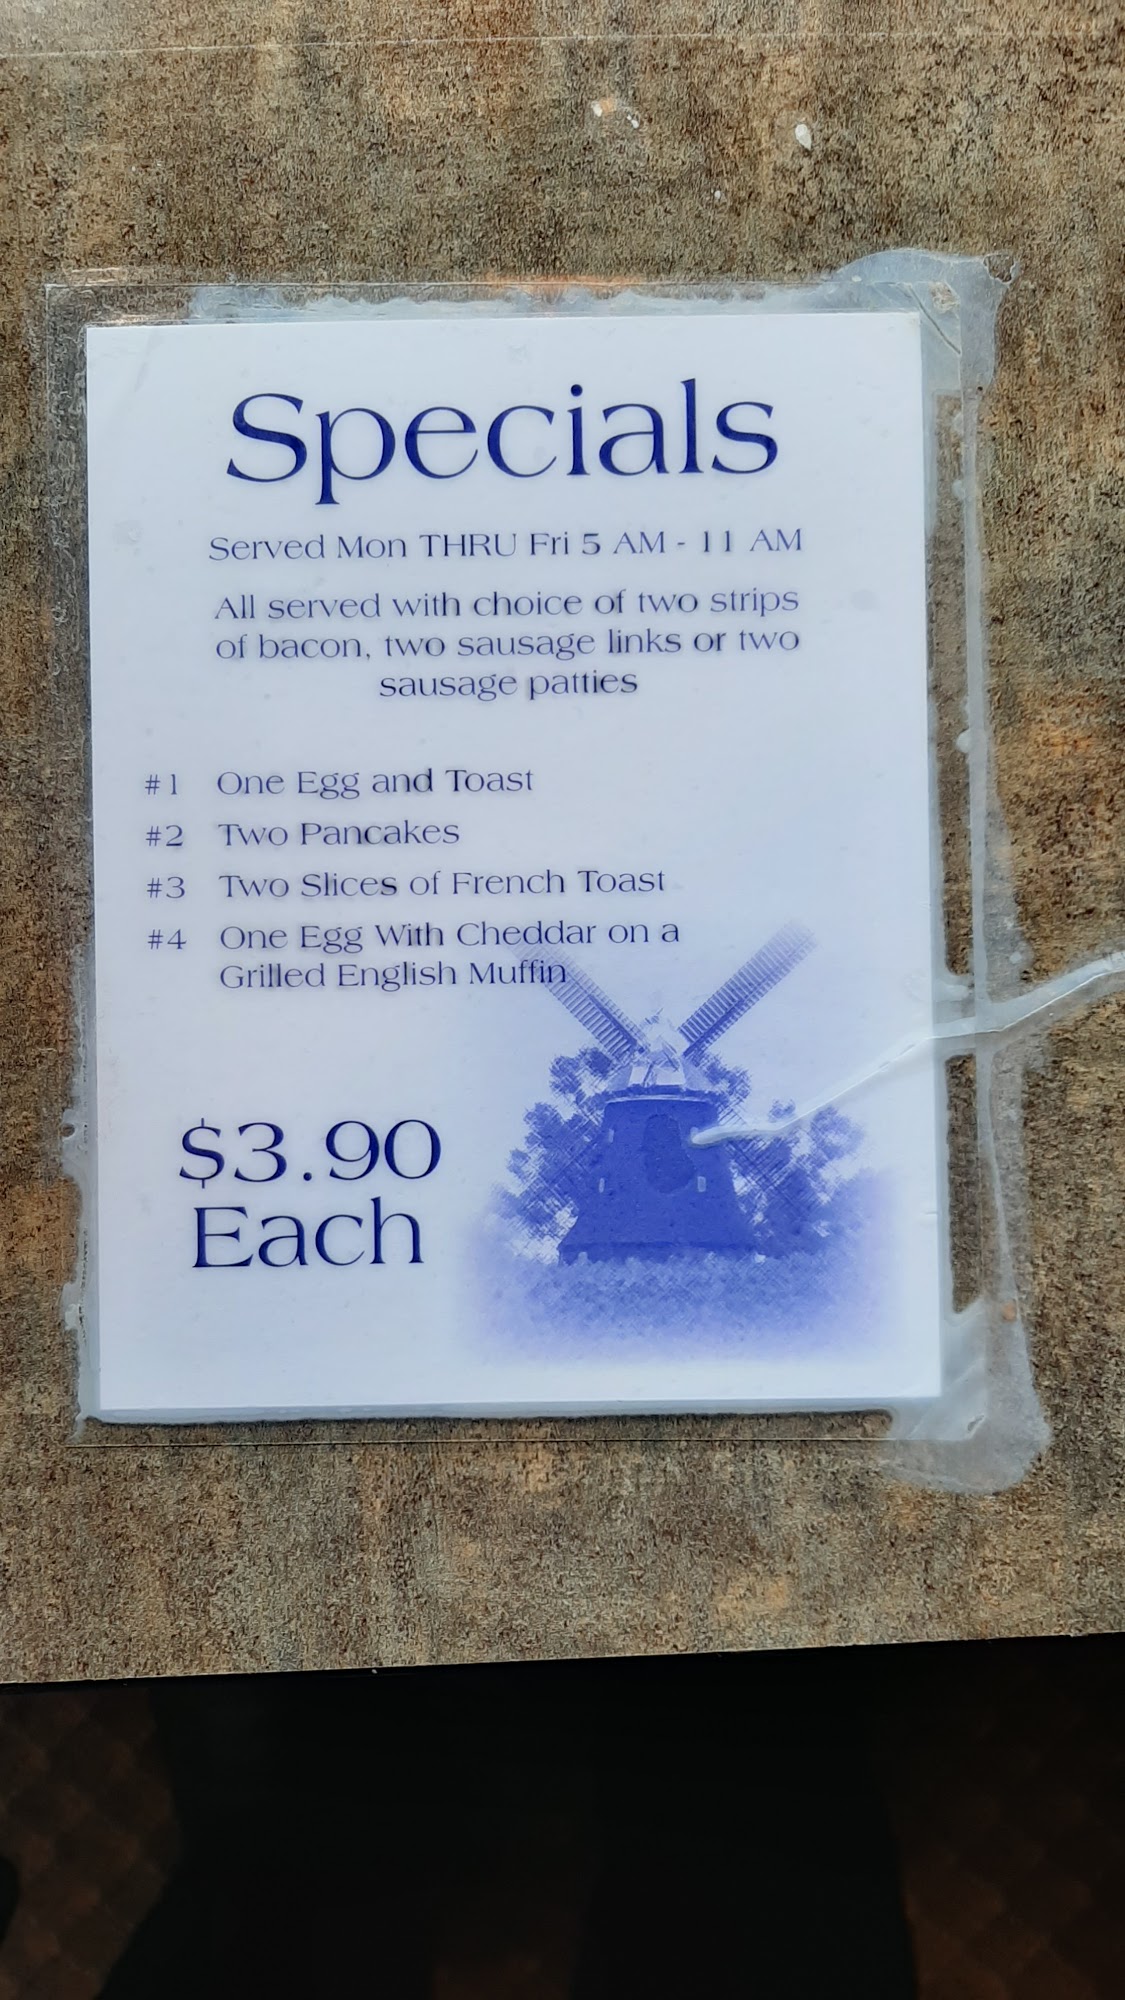 Specials
Served Mon THRU Fri 5 AM - 11 AM
All served with choice of two strips
of bacon, two sausage links or two
sausage patties
#1 One Egg and Toast
#2 Two Pancakes
#3 Two Slices of French Toast
#4 One Egg With Cheddar on a
Grilled English Muffin
$3.90
Each